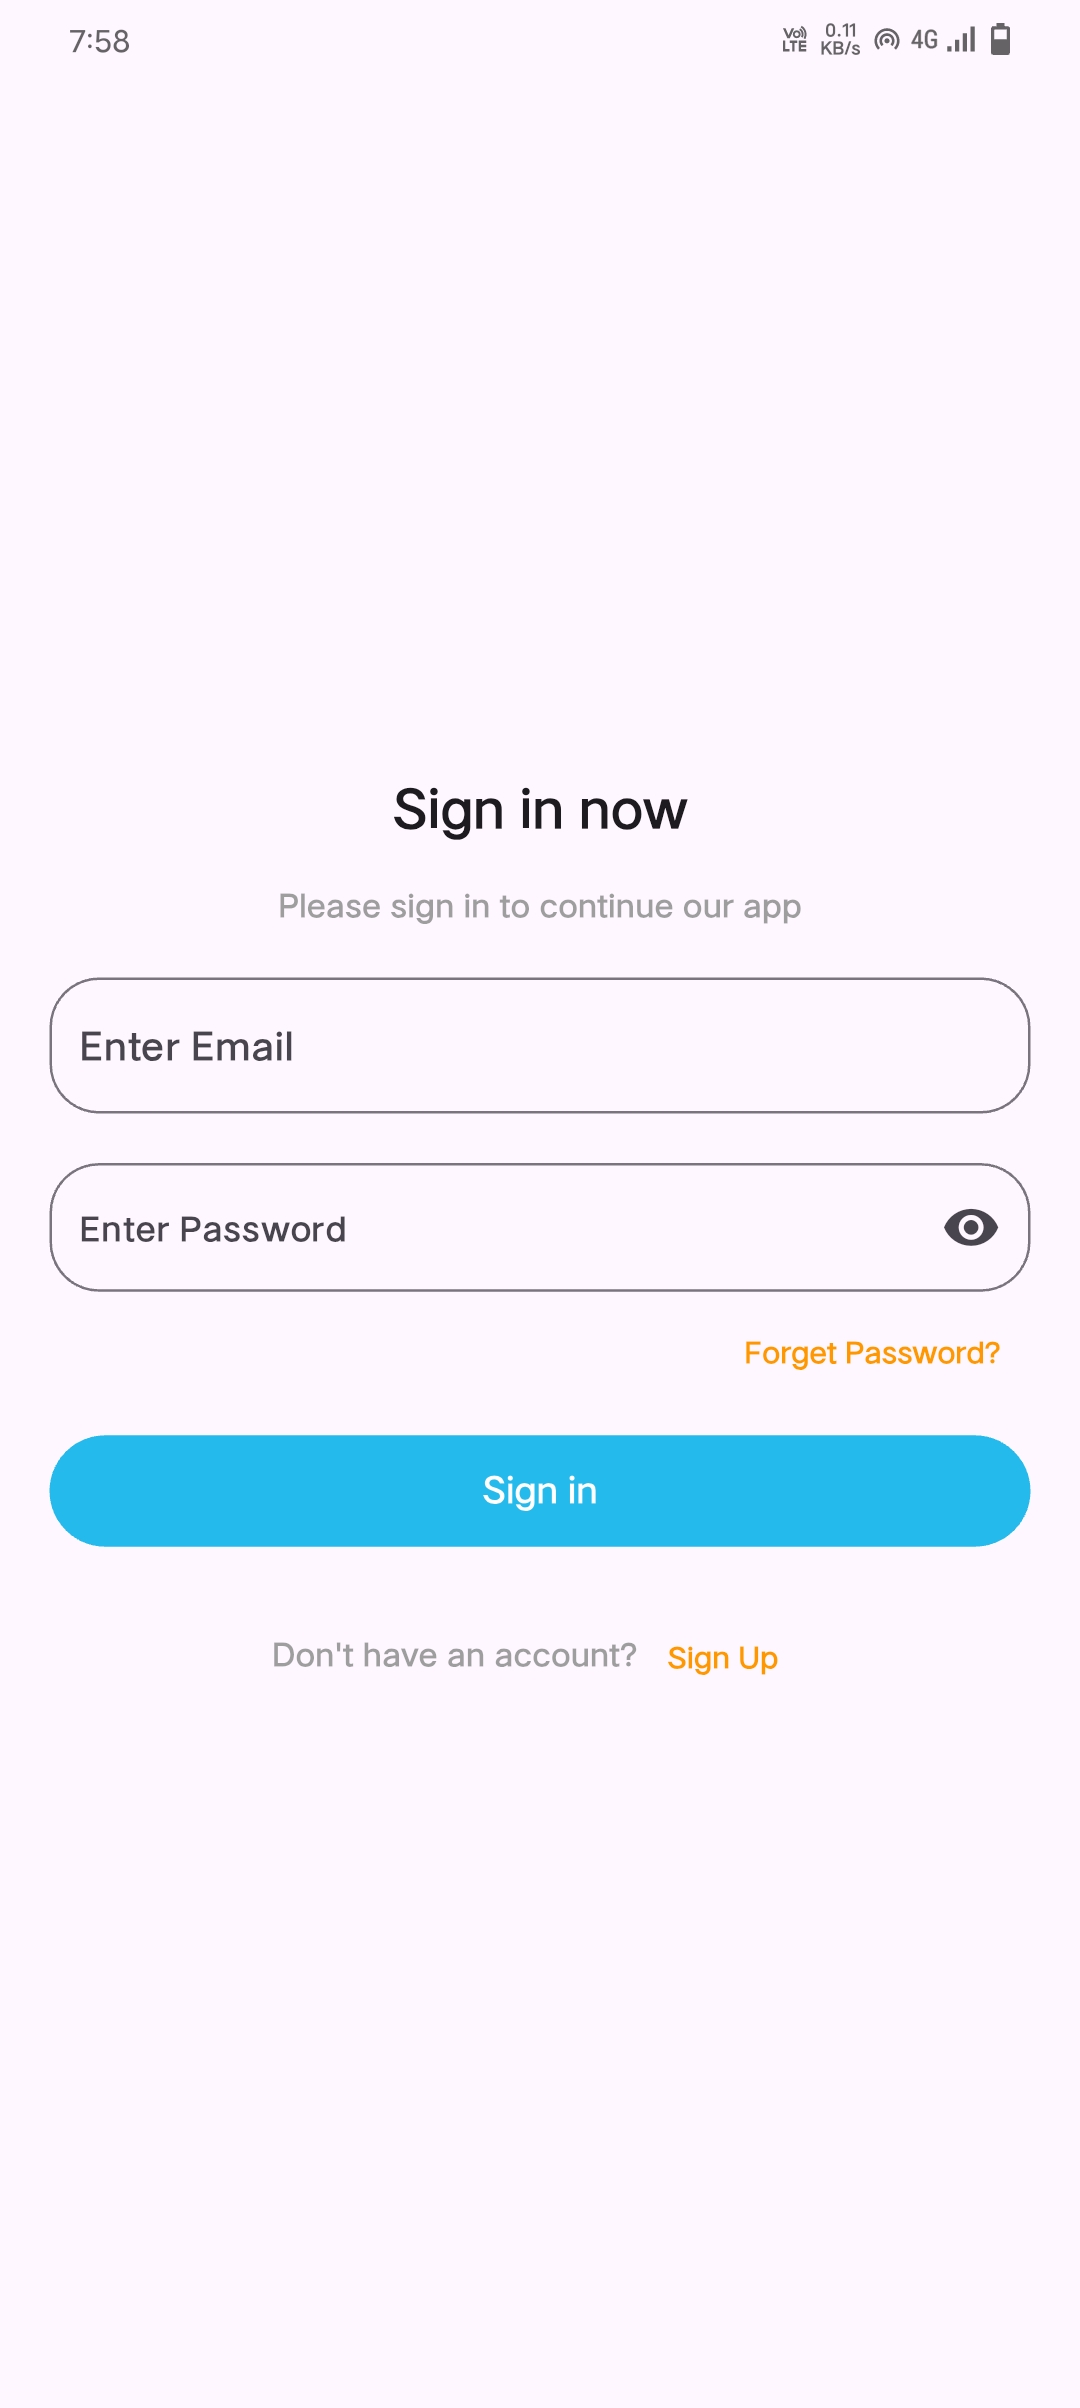 7:58
Vo) LTE 0.11 KB/s 4G
Sign in now
Please sign in to continue our app
Enter Email
Enter Password
Forget Password?
Sign in
Don't have an account? Sign Up